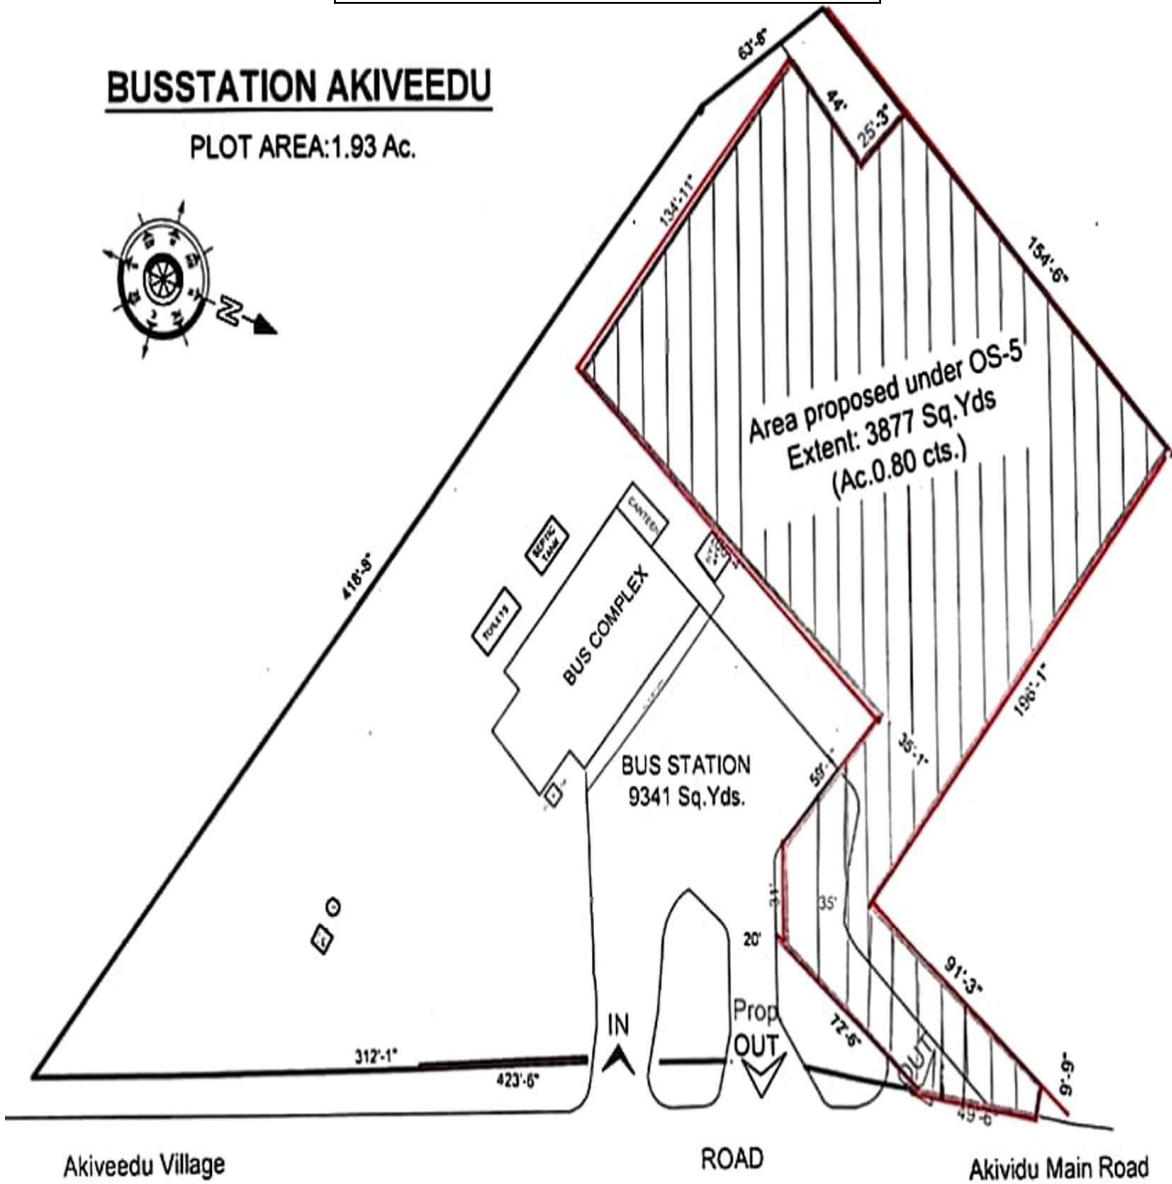 BUSSTATION AKIVEEDU
PLOT AREA:1.93 Ac.
63'-8"
44'
25'-3"
134'-11"
154'-6"
N
Area proposed under OS-5
Extent: 3877 Sq.Yds
(Ac.0.80 cts.)
418'-8"
CANTEEN
SEPTIC
TANK
TOILETS
BUS COMPLEX
196'-1"
35'-1"
BUS STATION
9341 Sq.Yds.
35'
20'
91'-3"
72'-6"
IN
Prop
OUT
OUT
312'-1"
423'-6"
9'-9"
49'-6"
Akiveedu Village
ROAD
Akividu Main Road